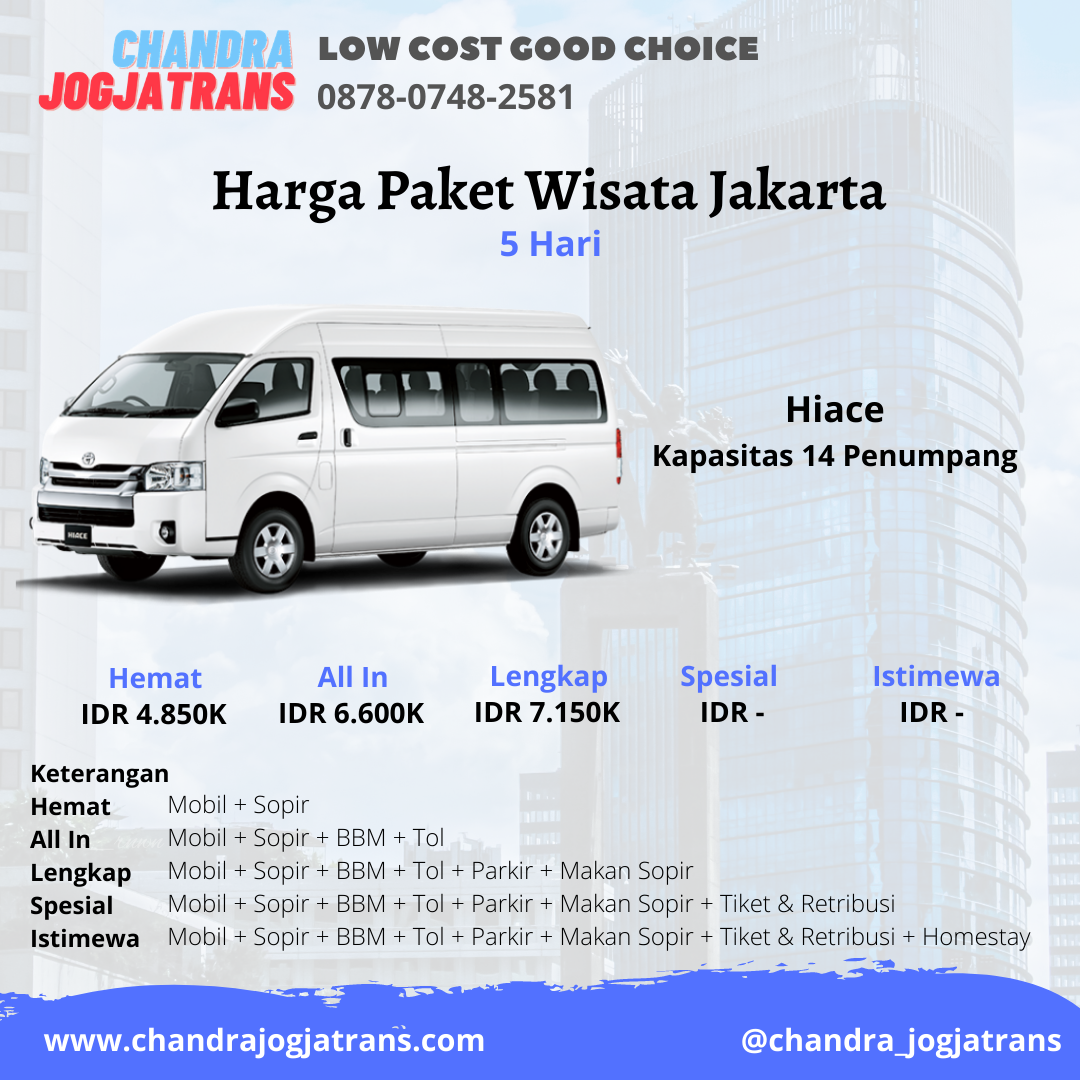 CHANDRA
JOGJATRANS
LOW COST GOOD CHOICE
0878-0748-2581
Harga Paket Wisata Jakarta
5 Hari
HIACE
Hiace
Kapasitas 14 Penumpang
Hemat
IDR 4.850K
All In
IDR 6.600K
Lengkap
IDR 7.150K
Spesial
IDR -
Istimewa
IDR -
Keterangan
Hemat Mobil + Sopir
All In Mobil + Sopir + BBM + Tol
Lengkap Mobil + Sopir + BBM + Tol + Parkir + Makan Sopir
Spesial Mobil + Sopir + BBM + Tol + Parkir + Makan Sopir + Tiket & Retribusi
Istimewa Mobil + Sopir + BBM + Tol + Parkir + Makan Sopir + Tiket & Retribusi + Homestay
www.chandrajogjatrans.com
@chandra_jogjatrans